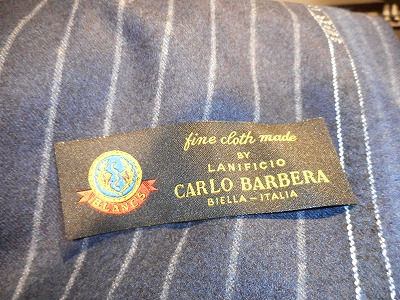 fine cloth made
BY
LANIFICIO
CARLO BARBERA
BIELLA - ITALIA